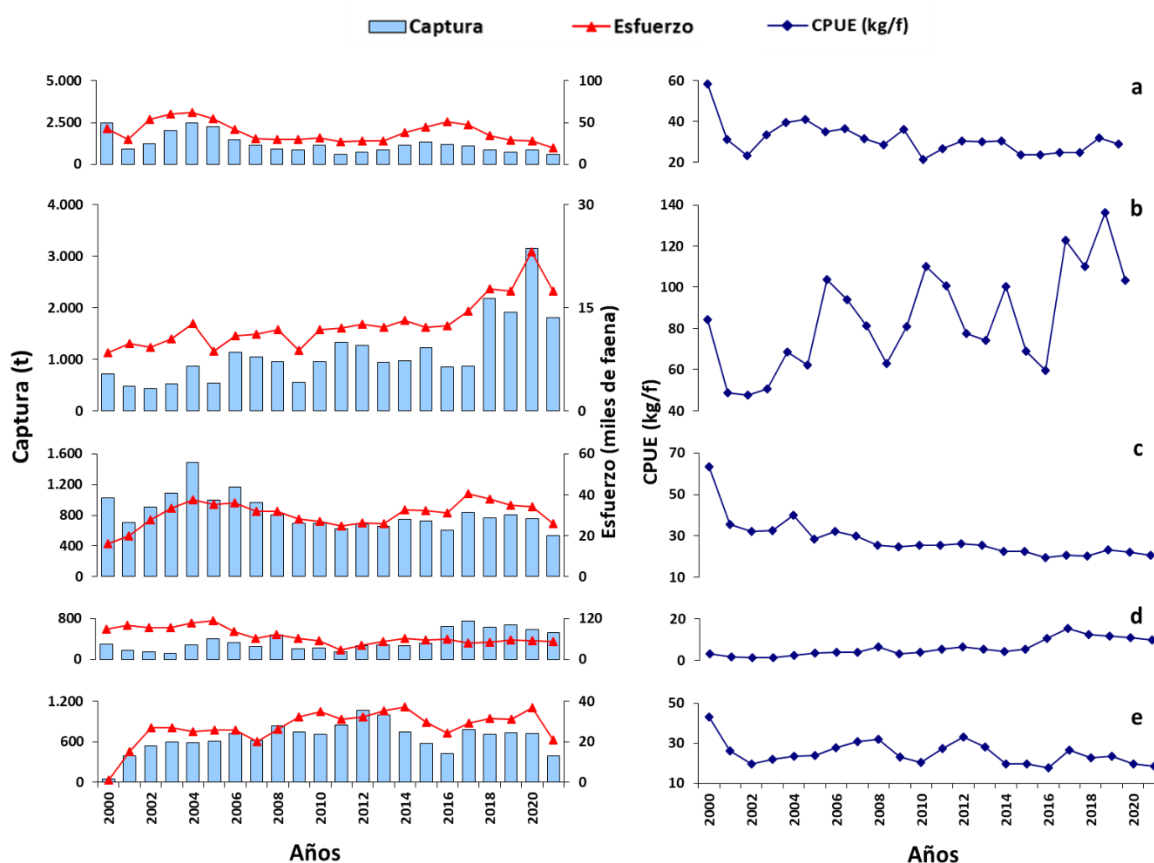 Captura Esfuerzo CPUE (kg/f)
5.000 100 60 a
2.500 50 40
0 0 20
4.000 30 140 b
3.000 120
2.000 15 100
1.000 80
0 0 60
40
Captura (t)
Esfuerzo (miles de faena)
CPUE (kg/f)
1.600 60 70 c
1.200 40 50
800 20 30
400
0 0 10
800 120 20 d
400 60 10
0 0 0
1.200 40 50 e
600 20 30
0 0 10
2000 2002 2004 2006 2008 2010 2012 2014 2016 2018 2020 2000 2002 2004 2006 2008 2010 2012 2014 2016 2018 2020
Años Años